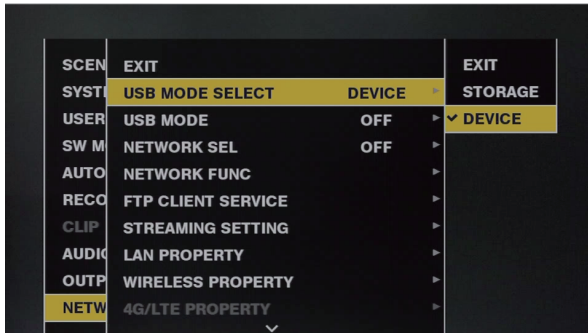 SCEN EXIT EXIT
SYST USB MODE SELECT DEVICE STORAGE
USER USB MODE OFF ✓ DEVICE
SW M NETWORK SEL OFF
AUTO NETWORK FUNC
RECO FTP CLIENT SERVICE
CLIP STREAMING SETTING
AUDIO LAN PROPERTY
OUTP WIRELESS PROPERTY
NETW 4G/LTE PROPERTY